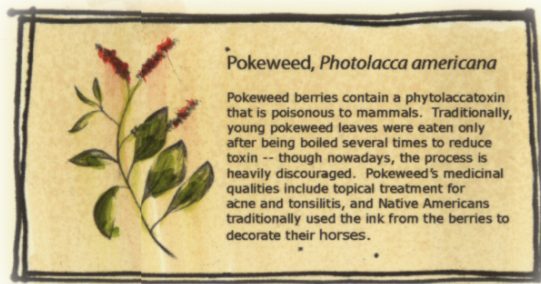 Pokeweed, Photolacca americana
Pokeweed berries contain a phytolaccatoxin
that is poisonous to mammals. Traditionally,
young pokeweed leaves were eaten only
after being boiled several times to reduce
toxin -- though nowadays, the process is
heavily discouraged. Pokeweed's medicinal
qualities include topical treatment for
acne and tonsilitis, and Native Americans
traditionally used the ink from the berries to
decorate their horses.